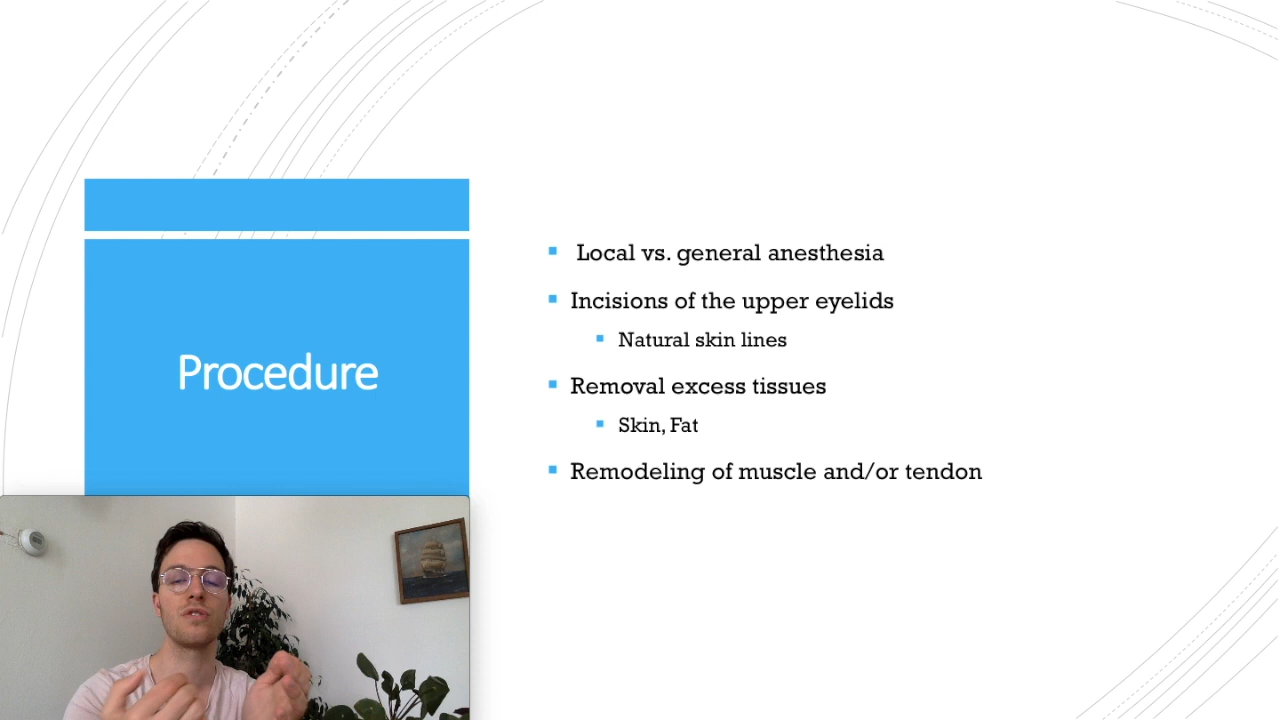 Procedure
Local vs. general anesthesia
Incisions of the upper eyelids
Natural skin lines
Removal excess tissues
Skin, Fat
Remodeling of muscle and/or tendon